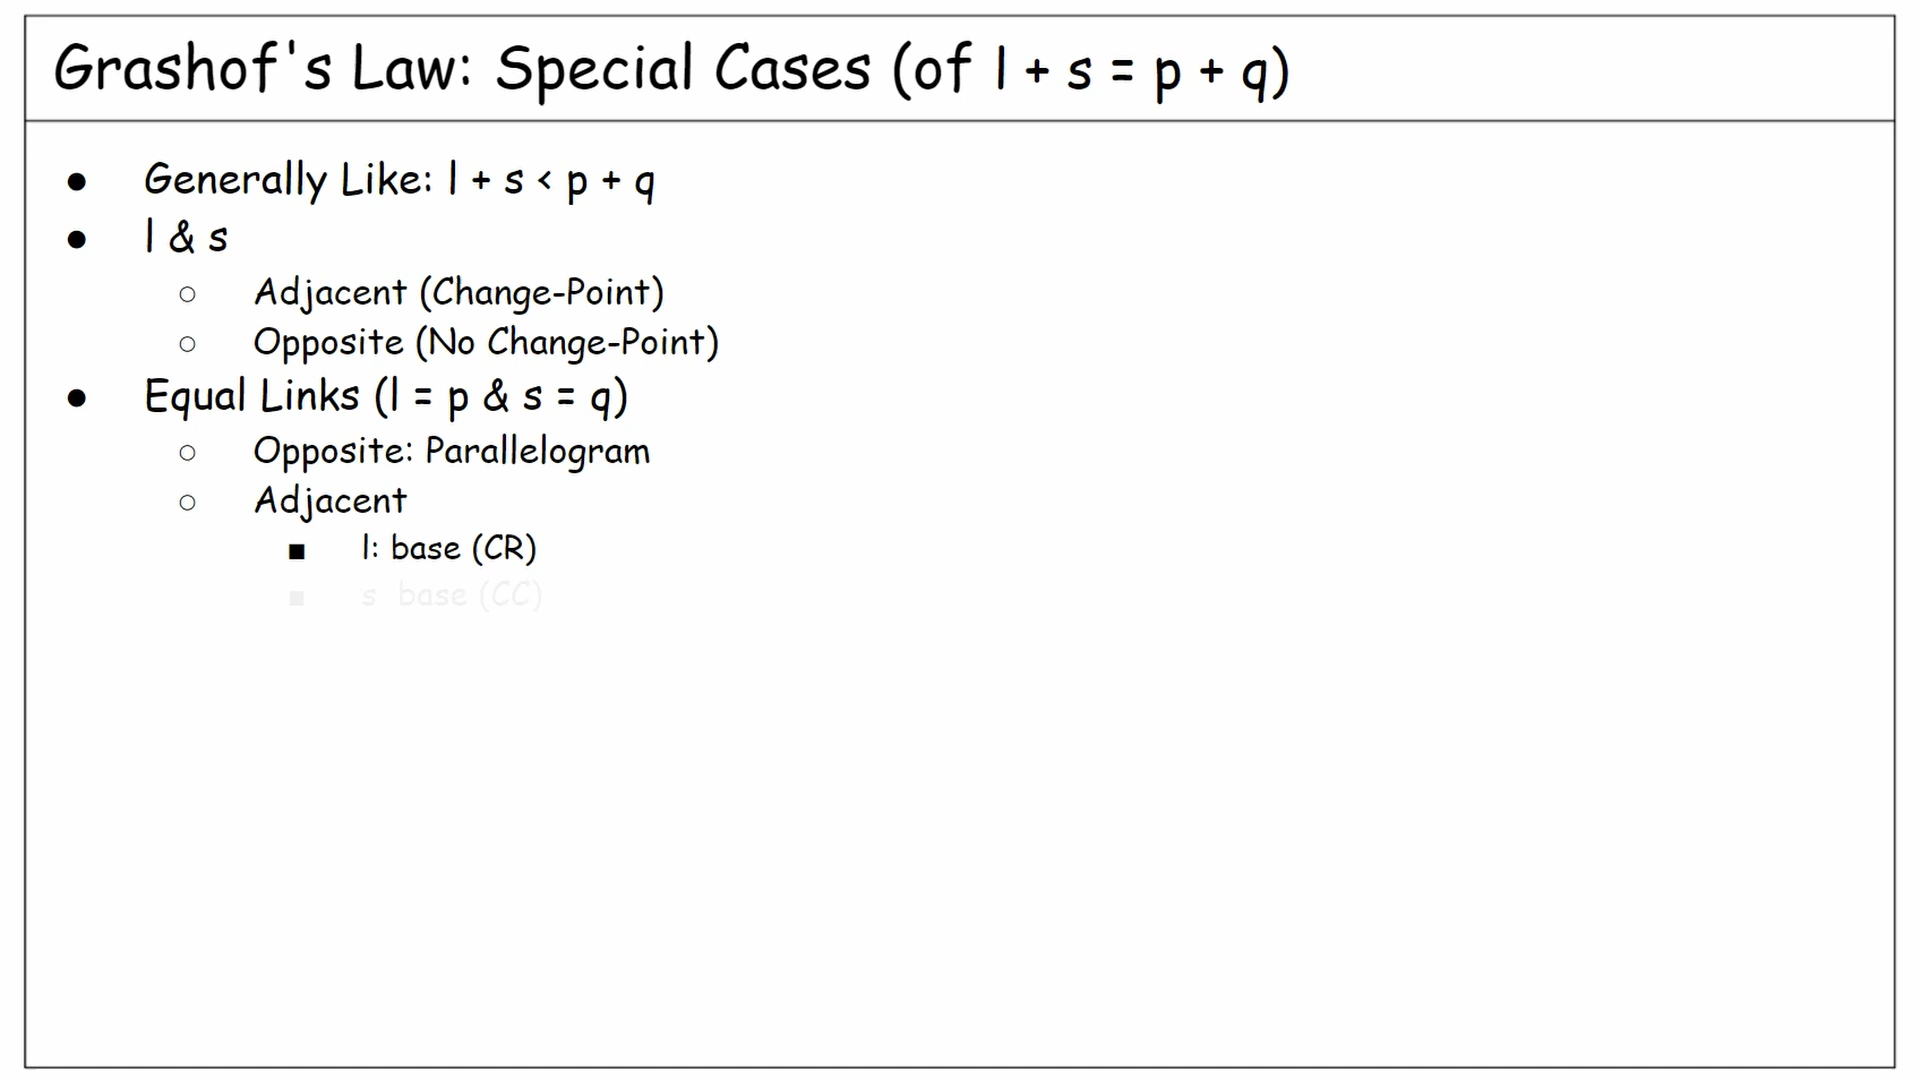 Grashof's Law: Special Cases (of l + s = p + q)
● Generally Like: l + s < p + q
● l & s
○ Adjacent (Change-Point)
○ Opposite (No Change-Point)
● Equal Links (l = p & s = q)
○ Opposite: Parallelogram
○ Adjacent
■ l: base (CR)
■ s base (CC)